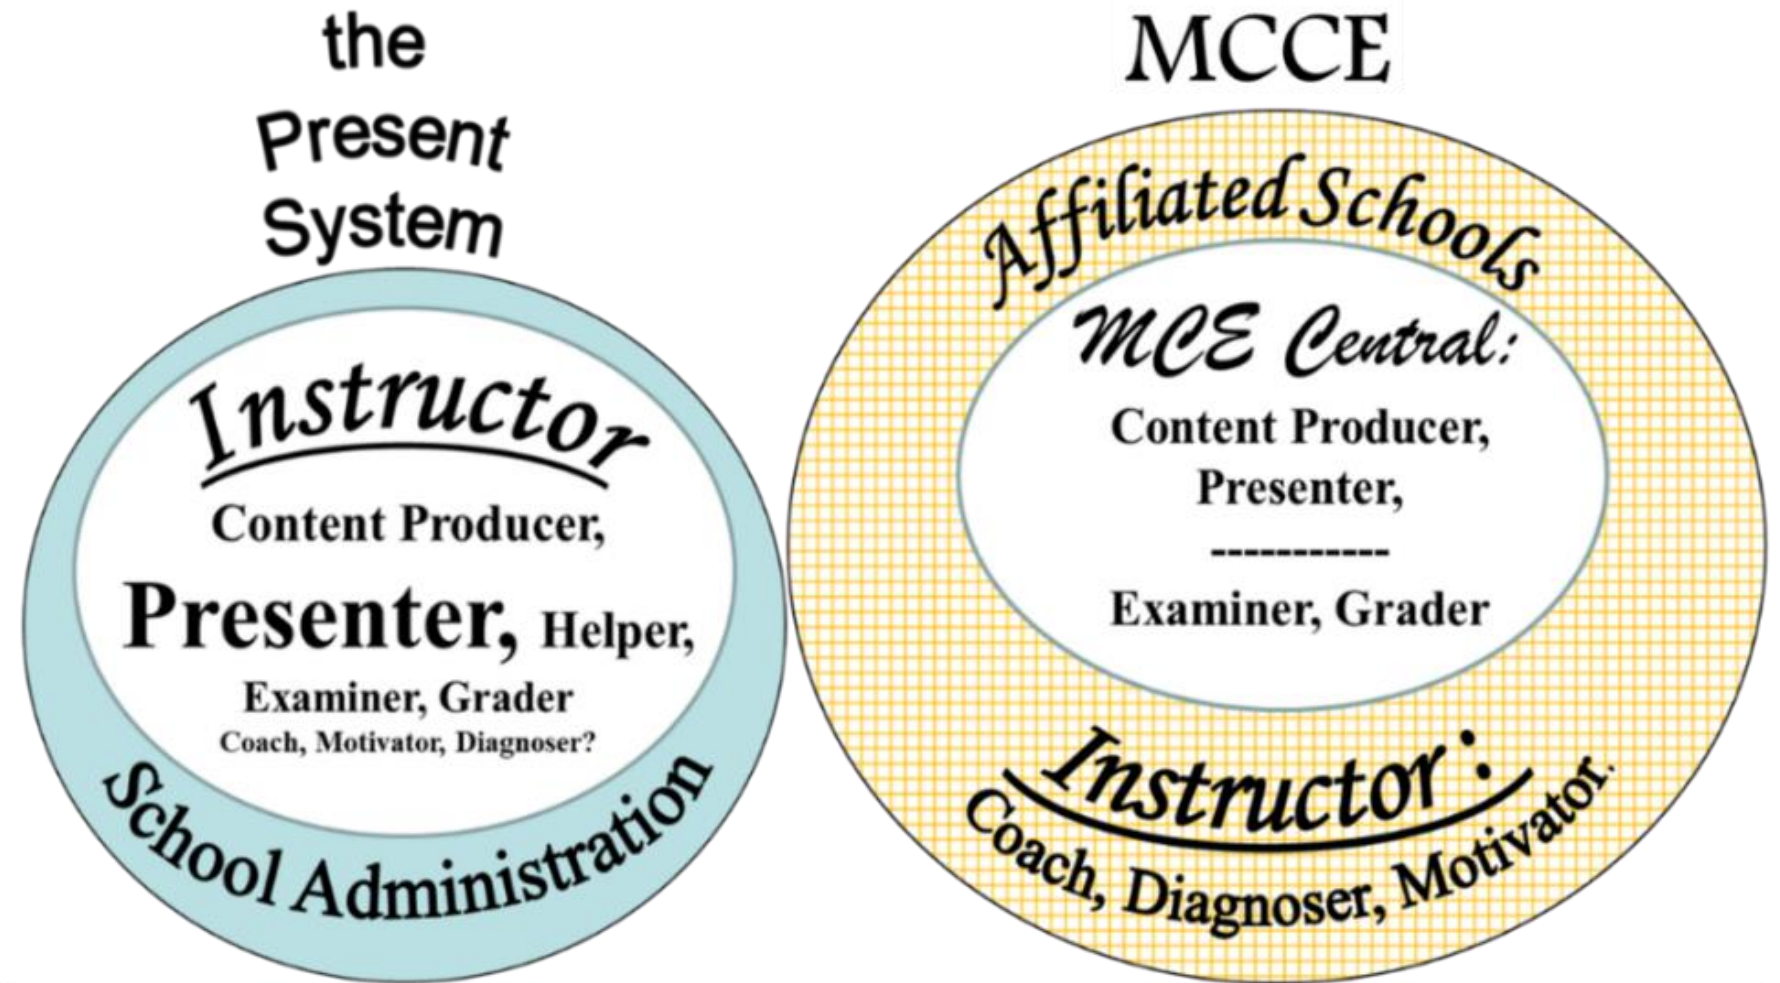 the
Present
System
Instructor
Content Producer,
Presenter, Helper,
Examiner, Grader
Coach, Motivator, Diagnoser?
School Administration
MCCE
Affiliated Schools
MCE Central:
Content Producer,
Presenter,
-----------
Examiner, Grader
Instructor:
Coach, Diagnoser, Motivator.